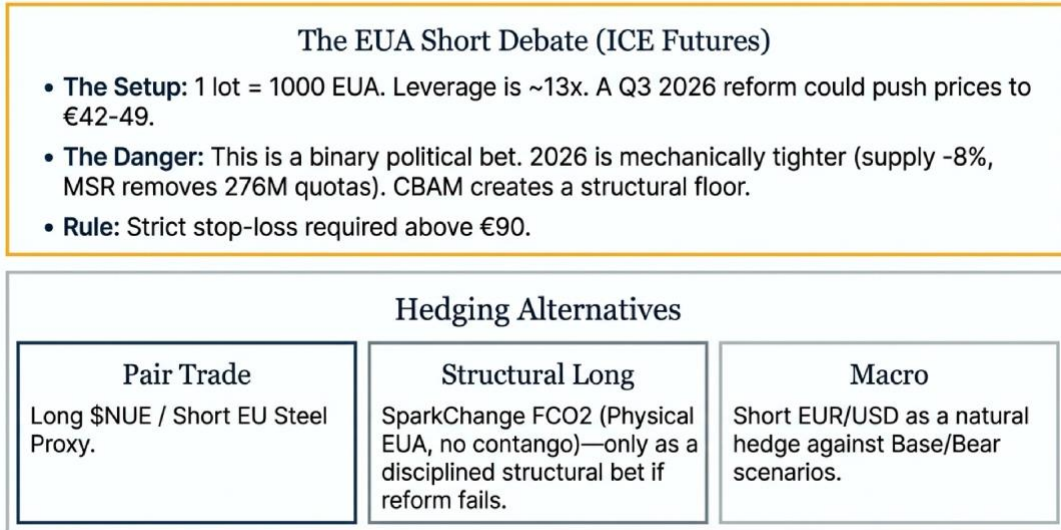 The EUA Short Debate (ICE Futures)
• The Setup: 1 lot = 1000 EUA. Leverage is ~13x. A Q3 2026 reform could push prices to
€42-49.
• The Danger: This is a binary political bet. 2026 is mechanically tighter (supply -8%,
MSR removes 276M quotas). CBAM creates a structural floor.
• Rule: Strict stop-loss required above €90.
Hedging Alternatives
Pair Trade
Long $NUE / Short EU Steel
Proxy.
Structural Long
SparkChange FCO2 (Physical
EUA, no contango)—only as a
disciplined structural bet if
reform fails.
Macro
Short EUR/USD as a natural
hedge against Base/Bear
scenarios.